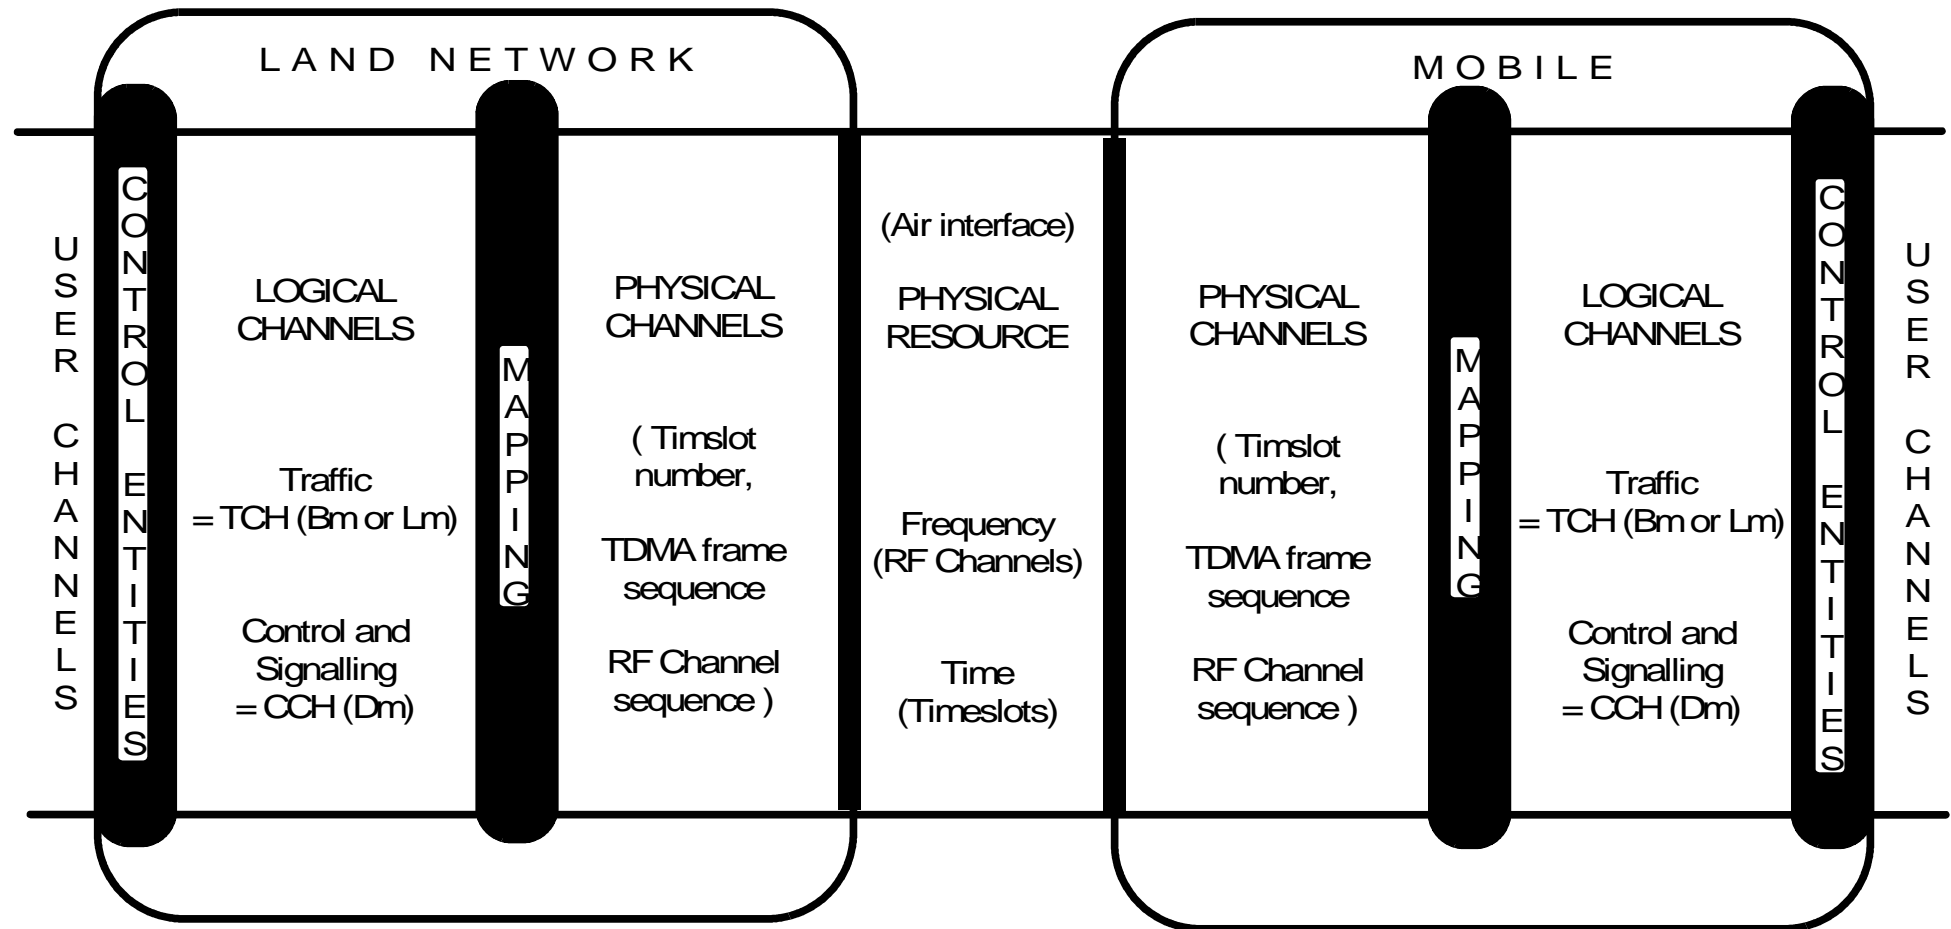 LAND NETWORK
MOBILE
USER CHANNELS
CONTROL ENTITIES
LOGICAL
CHANNELS
Traffic
= TCH (Bm or Lm)
Control and
Signalling
= CCH (Dm)
MAPPING
PHYSICAL
CHANNELS
( Timslot
number,
TDMA frame
sequence
RF Channel
sequence )
(Air interface)
PHYSICAL
RESOURCE
Frequency
(RF Channels)
Time
(Timeslots)
PHYSICAL
CHANNELS
( Timslot
number,
TDMA frame
sequence
RF Channel
sequence )
MAPPING
LOGICAL
CHANNELS
Traffic
= TCH (Bm or Lm)
Control and
Signalling
= CCH (Dm)
CONTROL ENTITIES
USER CHANNELS